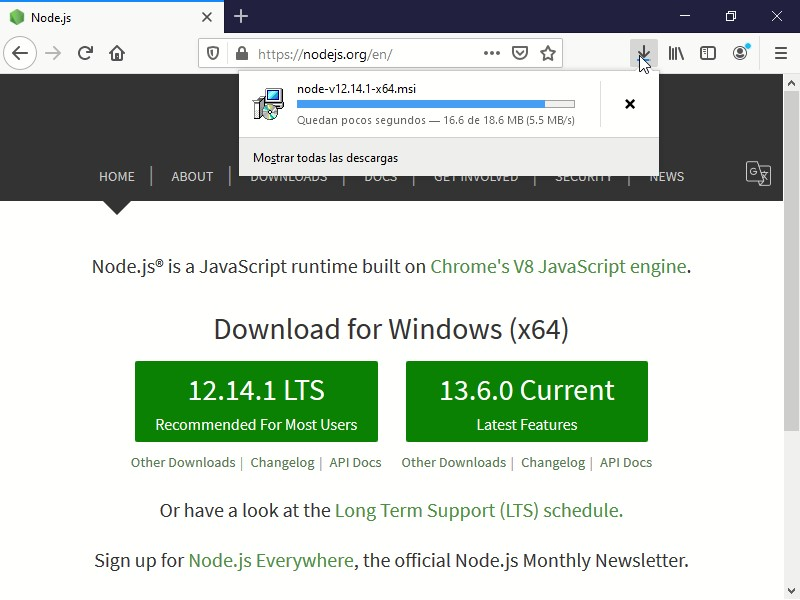 Node.js
https://nodejs.org/en/
node-v12.14.1-x64.msi
Quedan pocos segundos — 16.6 de 18.6 MB (5.5 MB/s)
Mostrar todas las descargas
HOME | ABOUT | DOWNLOADS | DOCS | GET INVOLVED | SECURITY | NEWS
Node.js® is a JavaScript runtime built on Chrome's V8 JavaScript engine.
Download for Windows (x64)
12.14.1 LTS
Recommended For Most Users
13.6.0 Current
Latest Features
Other Downloads | Changelog | API Docs
Other Downloads | Changelog | API Docs
Or have a look at the Long Term Support (LTS) schedule.
Sign up for Node.js Everywhere, the official Node.js Monthly Newsletter.